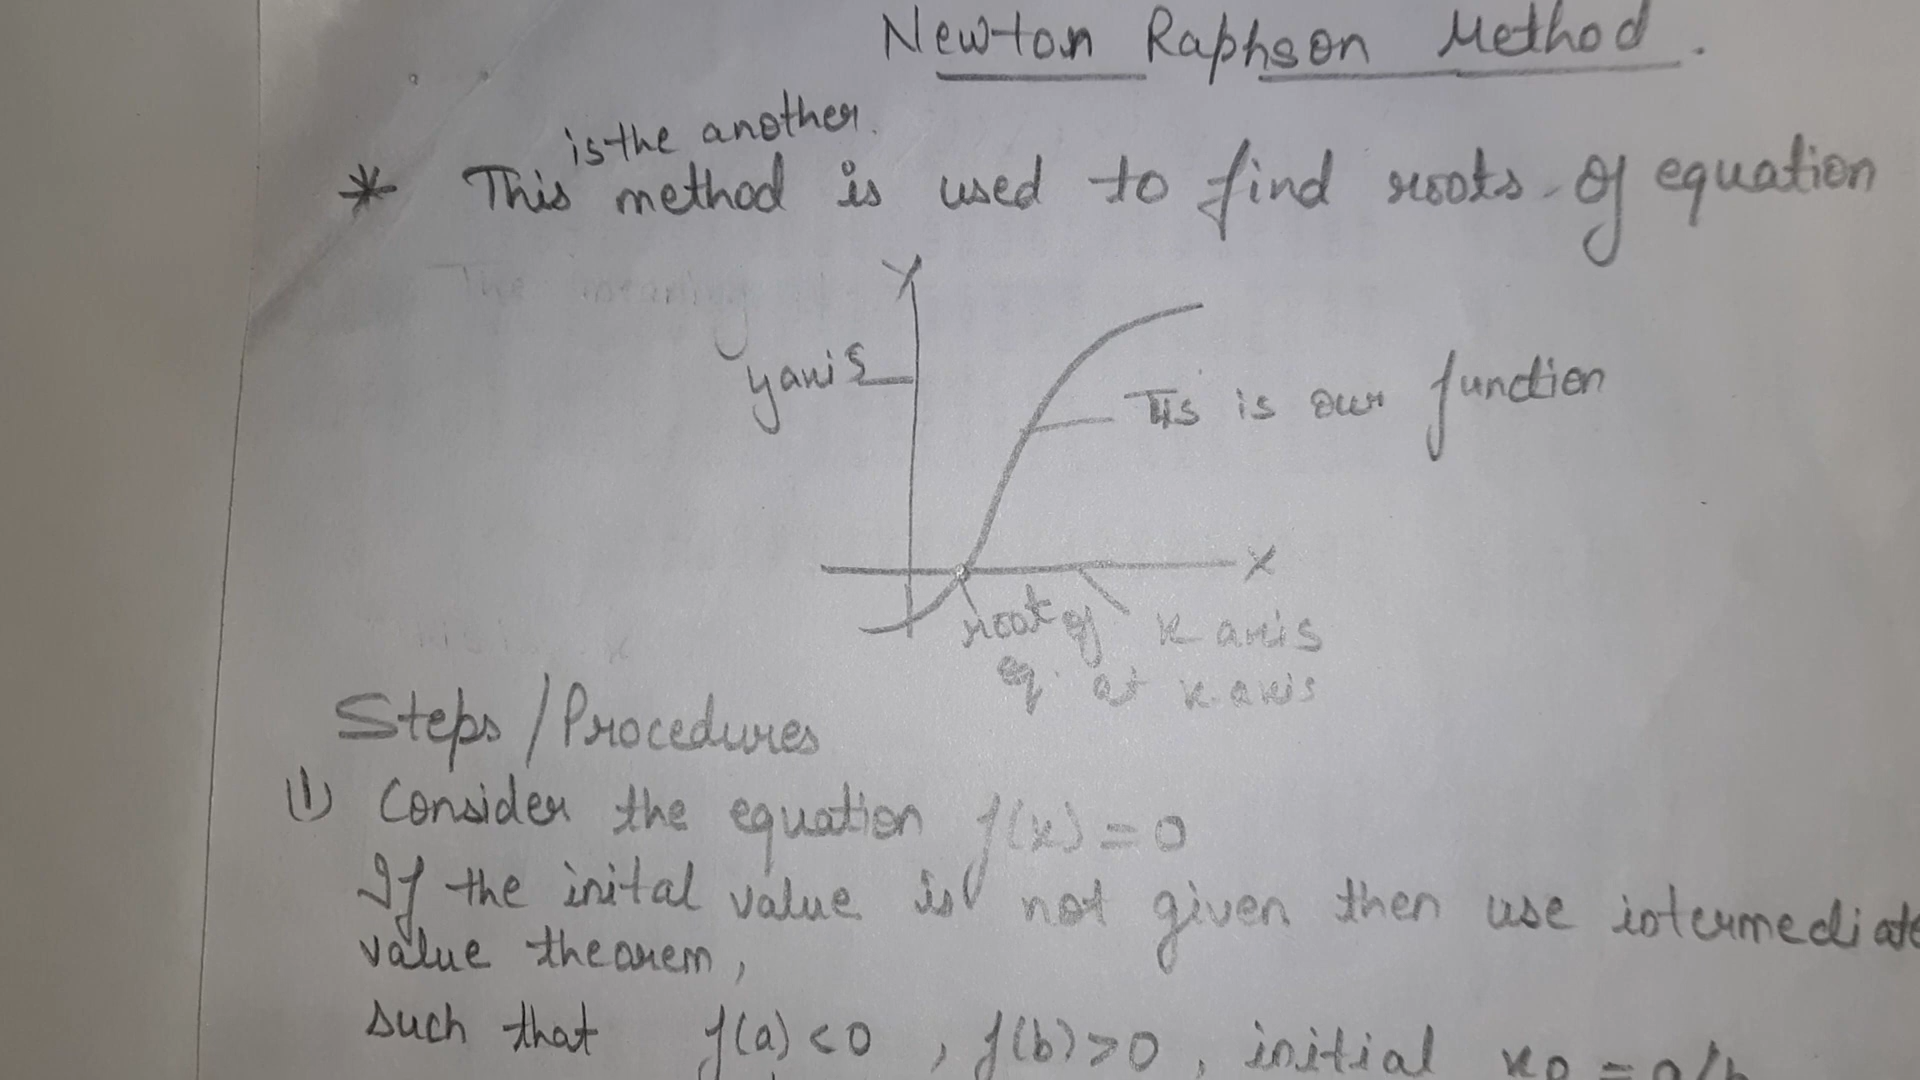 Newton Raphson Method.
is the another.
* This method is used to find roots of equation
Y
y axis
This is our function
X
root of x axis
eq. at x-axis
Steps / Procedures
(1) Consider the equation f(x) = 0
If the inital value is not given then use intermediate
value theorem,
such that f(a) < 0 , f(b) > 0 , initial x0 = a/b